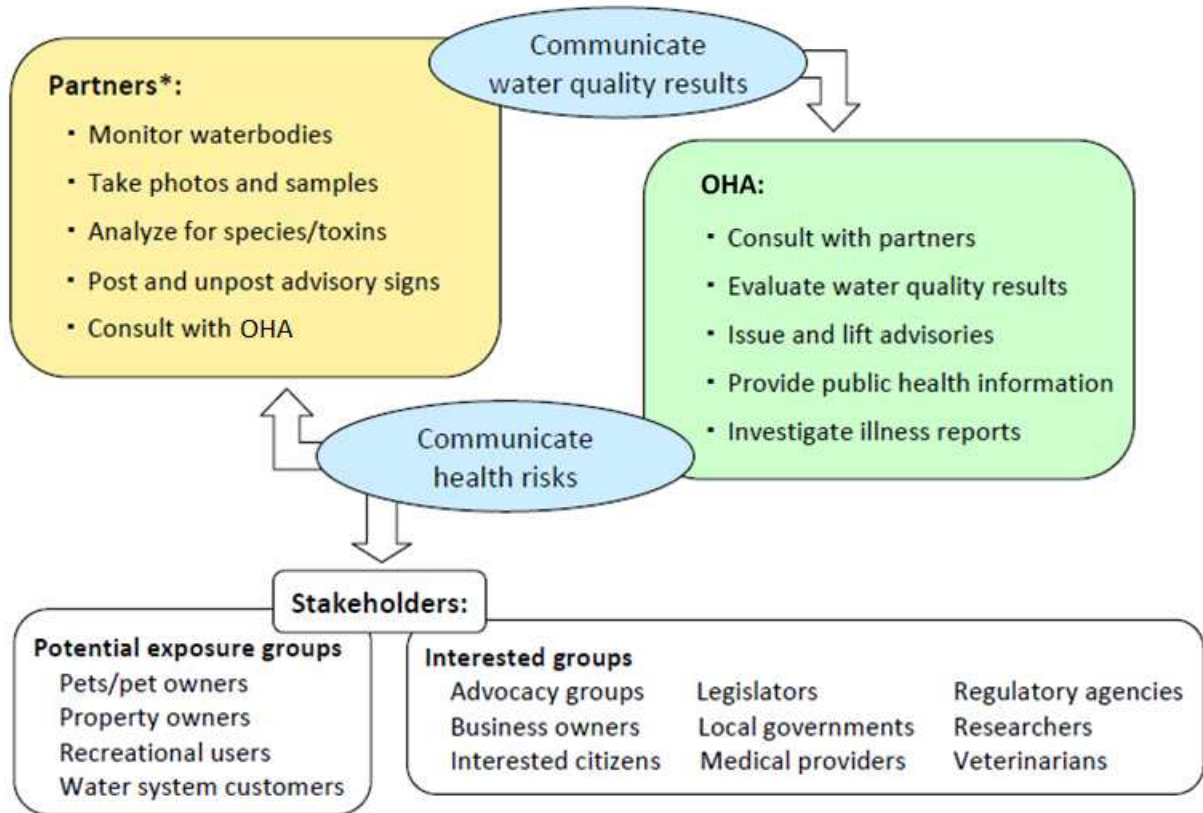 Communicate
water quality results
Partners*:
· Monitor waterbodies
· Take photos and samples
· Analyze for species/toxins
· Post and unpost advisory signs
· Consult with OHA
OHA:
· Consult with partners
· Evaluate water quality results
· Issue and lift advisories
· Provide public health information
· Investigate illness reports
Communicate
health risks
Stakeholders:
Potential exposure groups
Pets/pet owners
Property owners
Recreational users
Water system customers
Interested groups
Advocacy groups Legislators Regulatory agencies
Business owners Local governments Researchers
Interested citizens Medical providers Veterinarians